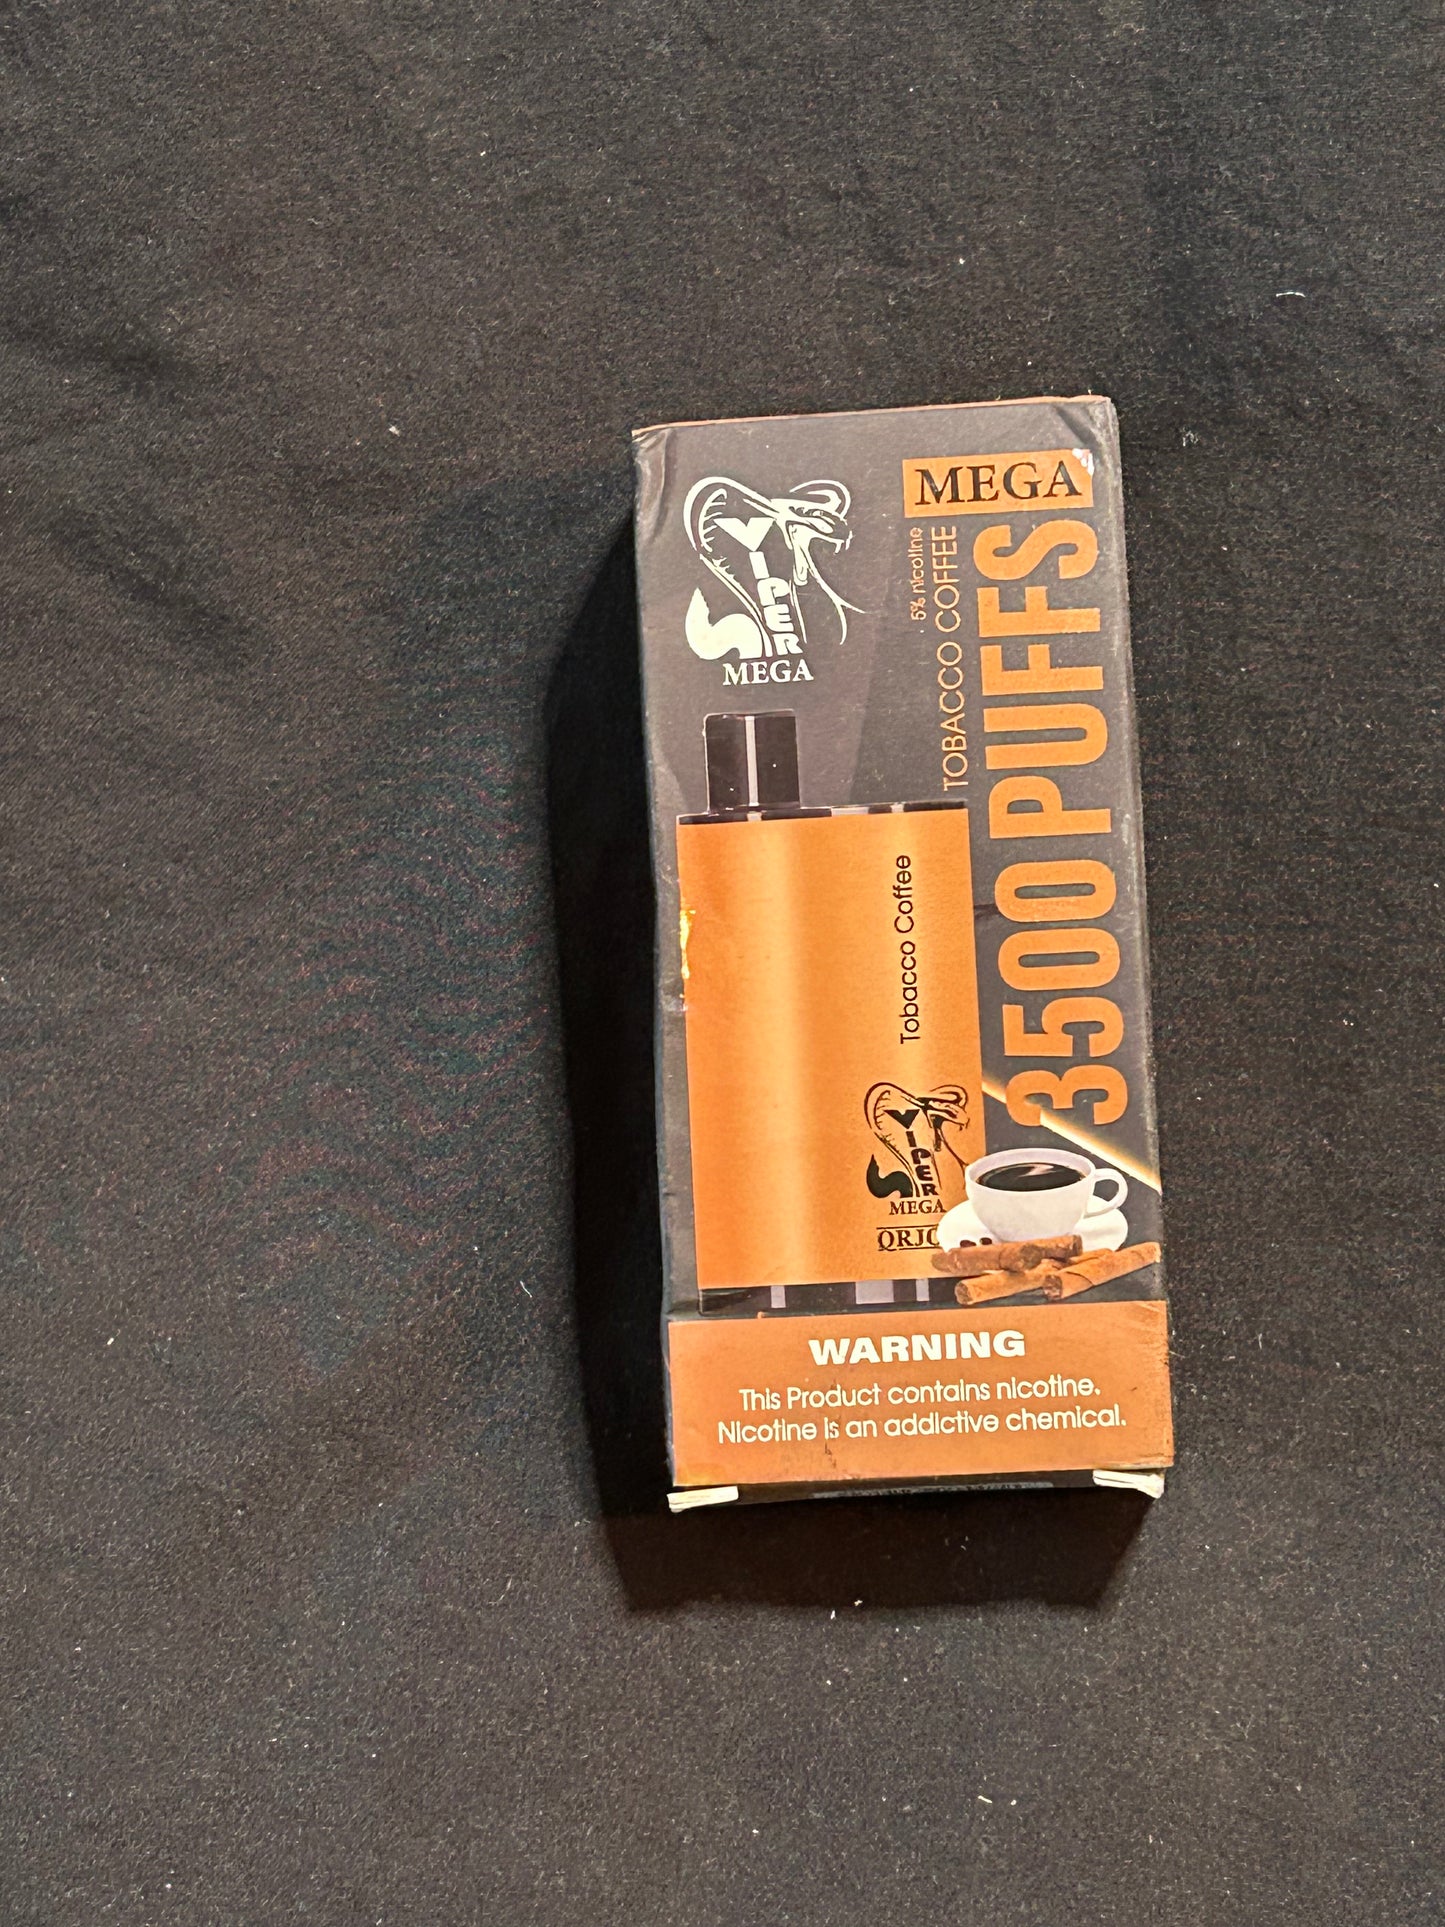 VIPER
MEGA
MEGA
5% nicotine
TOBACCO COFFEE
3500 PUFFS
Tobacco Coffee
VIPER
MEGA
WARNING
This Product contains nicotine.
Nicotine is an addictive chemical.